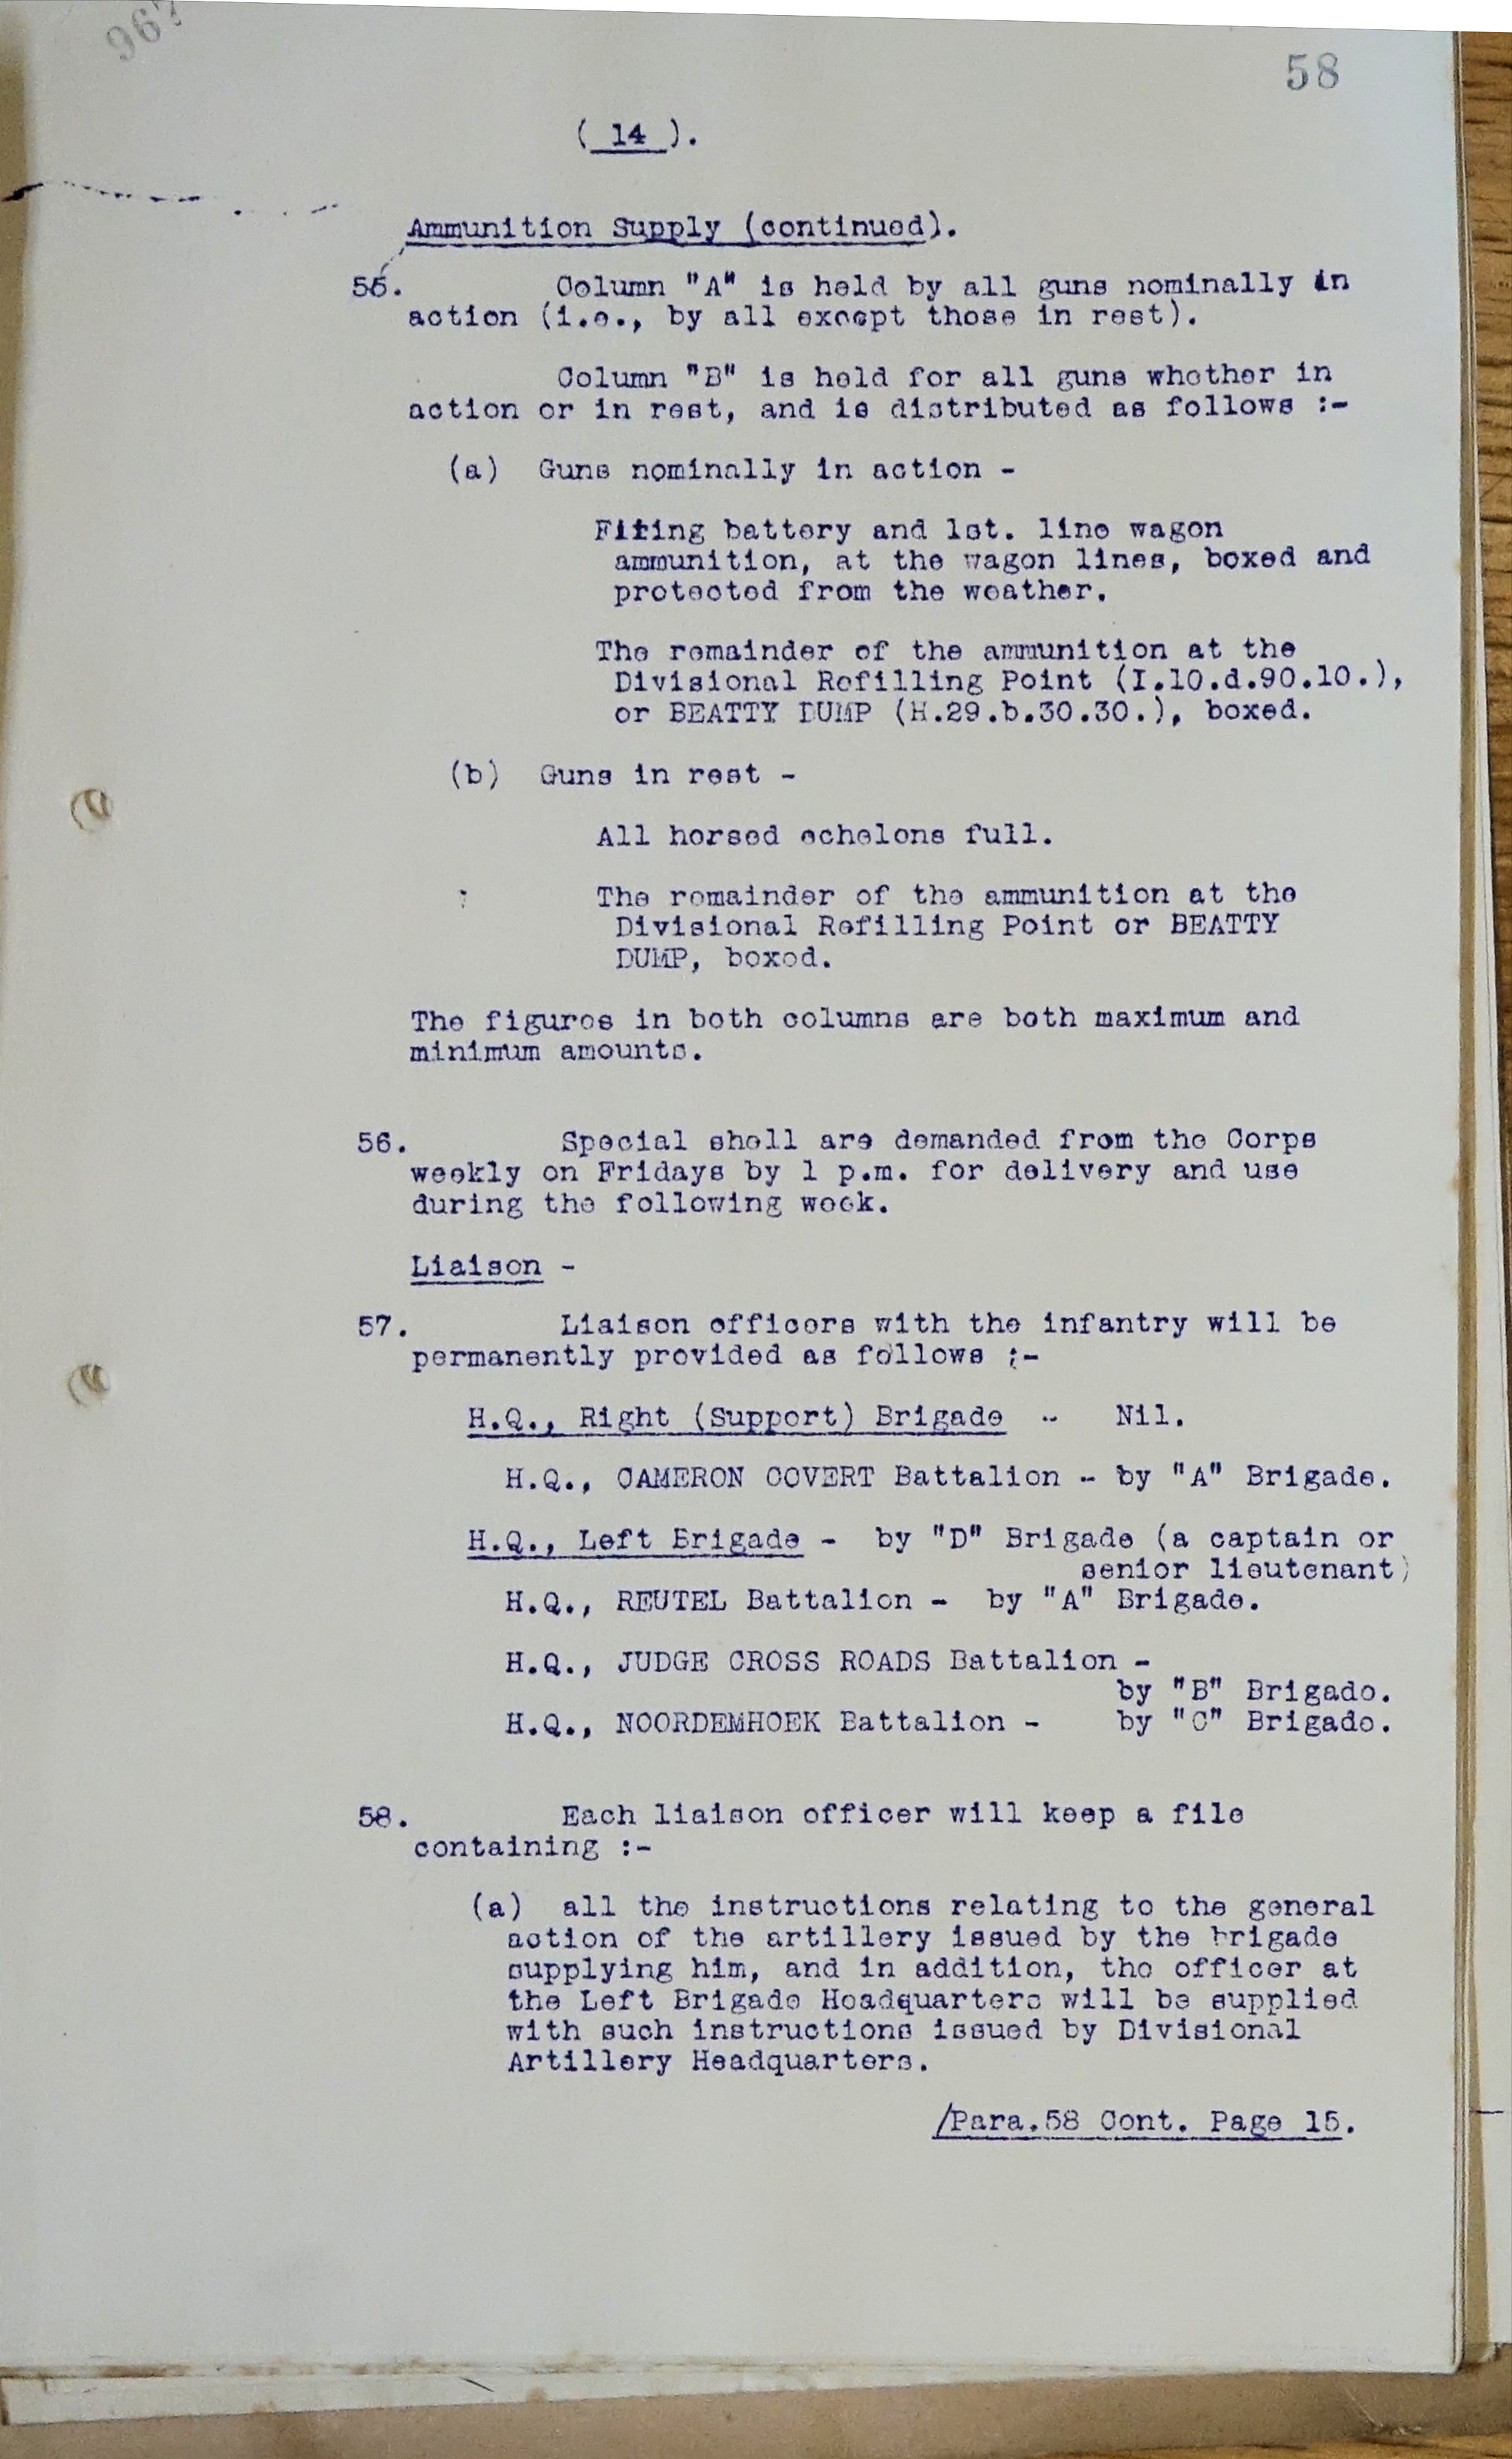 58
( 14 ).
Ammunition Supply (continued).
55. Column "A" is held by all guns nominally in
action (i.e., by all except those in rest).
Column "B" is held for all guns whether in
action or in rest, and is distributed as follows :-
(a) Guns nominally in action -
Firing battery and 1st. line wagon
ammunition, at the wagon lines, boxed and
protected from the weather.
The remainder of the ammunition at the
Divisional Refilling Point (I.10.d.90.10.),
or BEATTY DUMP (H.29.b.30.30.), boxed.
(b) Guns in rest -
All horsed echelons full.
The remainder of the ammunition at the
Divisional Refilling Point or BEATTY
DUMP, boxed.
The figures in both columns are both maximum and
minimum amounts.
56. Special shell are demanded from the Corps
weekly on Fridays by 1 p.m. for delivery and use
during the following week.
Liaison -
57. Liaison officers with the infantry will be
permanently provided as follows :-
H.Q., Right (Support) Brigade - Nil.
H.Q., CAMERON COVERT Battalion - by "A" Brigade.
H.Q., Left Brigade - by "D" Brigade (a captain or
senior lieutenant)
H.Q., REUTEL Battalion - by "A" Brigade.
H.Q., JUDGE CROSS ROADS Battalion -
by "B" Brigade.
H.Q., NOORDEMHOEK Battalion - by "C" Brigade.
58. Each liaison officer will keep a file
containing :-
(a) all the instructions relating to the general
action of the artillery issued by the brigade
supplying him, and in addition, the officer at
the Left Brigade Headquarters will be supplied
with such instructions issued by Divisional
Artillery Headquarters.
/Para.58 Cont. Page 15.